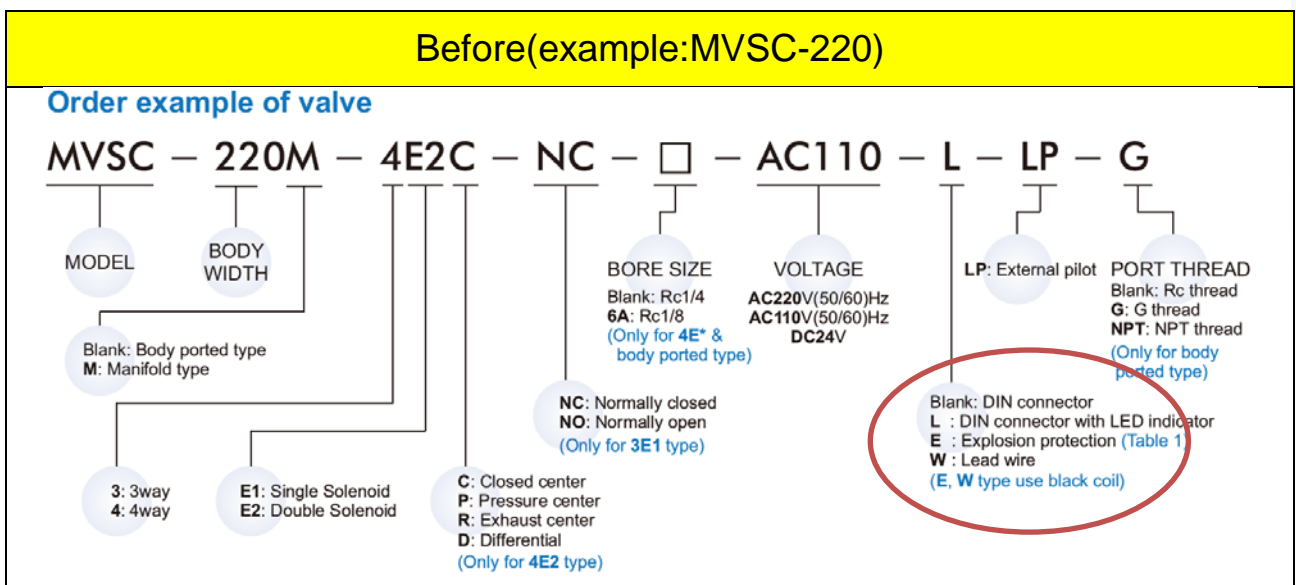 Before(example:MVSC-220)
Order example of valve
MVSC – 220M – 4E2C – NC – □ – AC110 – L – LP – G
MODEL
BODY
WIDTH
Blank: Body ported type
M: Manifold type
3: 3way
4: 4way
E1: Single Solenoid
E2: Double Solenoid
C: Closed center
P: Pressure center
R: Exhaust center
D: Differential
(Only for 4E2 type)
NC: Normally closed
NO: Normally open
(Only for 3E1 type)
BORE SIZE
Blank: Rc1/4
6A: Rc1/8
(Only for 4E* &
body ported type)
VOLTAGE
AC220V(50/60)Hz
AC110V(50/60)Hz
DC24V
Blank: DIN connector
L : DIN connector with LED indicator
E : Explosion protection (Table 1)
W : Lead wire
(E, W type use black coil)
LP: External pilot
PORT THREAD
Blank: Rc thread
G: G thread
NPT: NPT thread
(Only for body
ported type)